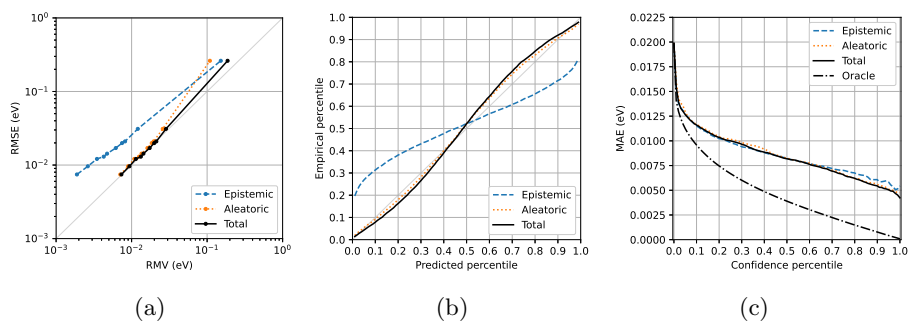 10⁰
10⁻¹
10⁻²
10⁻³
10⁻³ 10⁻² 10⁻¹ 10⁰
RMSE (eV)
RMV (eV)
Epistemic
Aleatoric
Total
(a)
1.0
0.9
0.8
0.7
0.6
0.5
0.4
0.3
0.2
0.1
0.0
0.0 0.1 0.2 0.3 0.4 0.5 0.6 0.7 0.8 0.9 1.0
Empirical percentile
Predicted percentile
Epistemic
Aleatoric
Total
(b)
0.0225
0.0200
0.0175
0.0150
0.0125
0.0100
0.0075
0.0050
0.0025
0.0000
0.0 0.1 0.2 0.3 0.4 0.5 0.6 0.7 0.8 0.9 1.0
MAE (eV)
Confidence percentile
Epistemic
Aleatoric
Total
Oracle
(c)